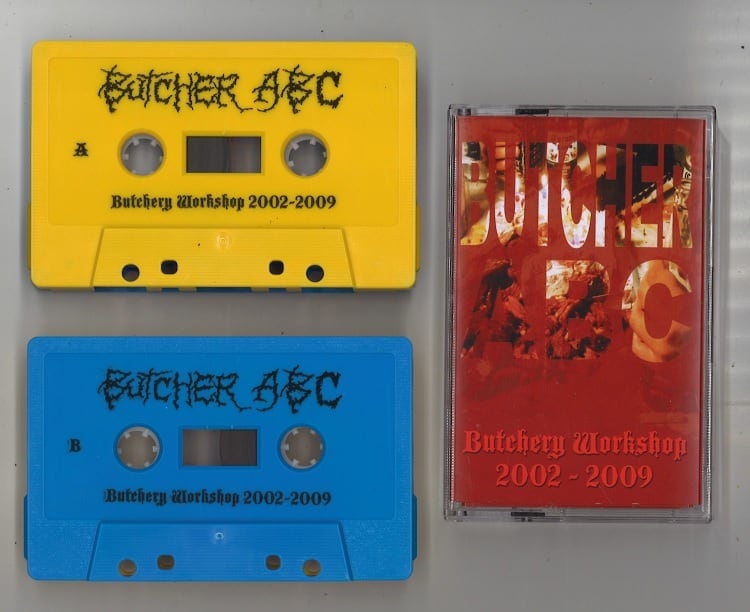 BUTCHER ABC
A
Butchery Workshop 2002-2009
BUTCHER ABC
B
Butchery Workshop 2002-2009
BUTCHER
ABC
Butchery Workshop
2002 - 2009